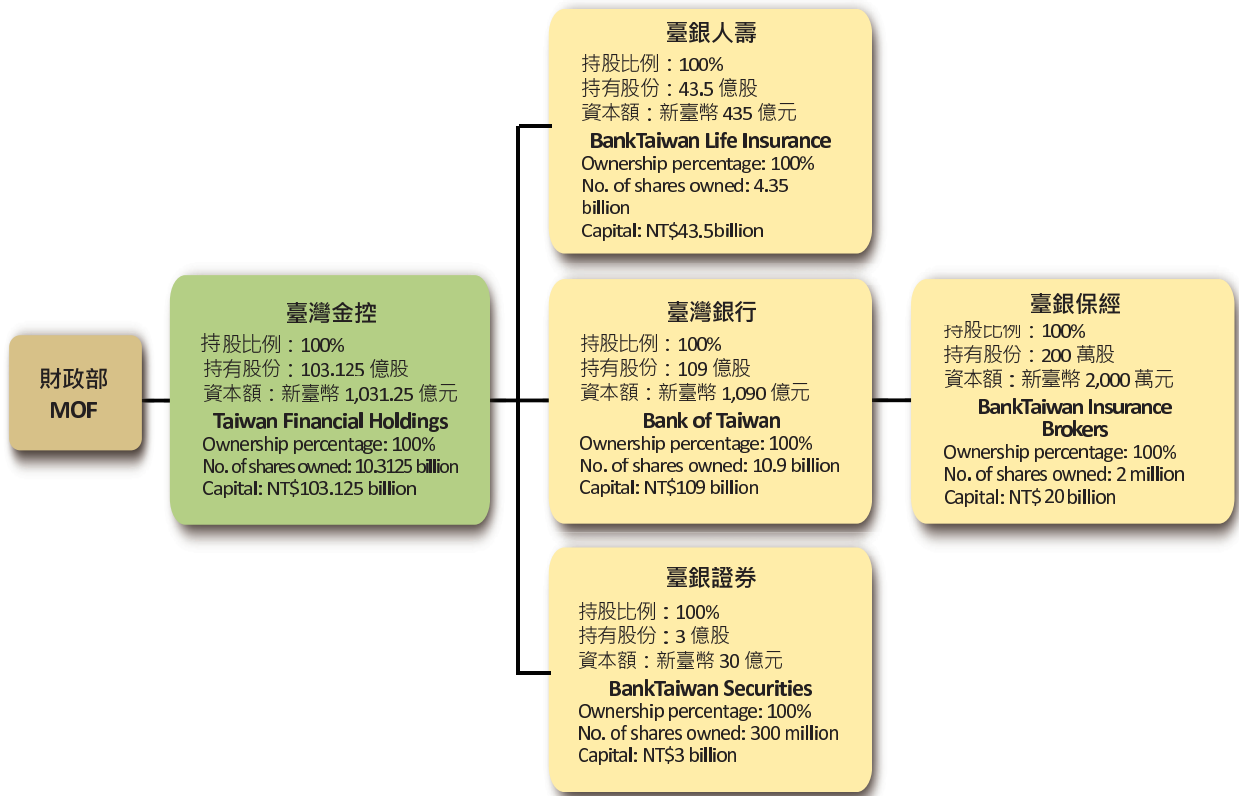 財政部
MOF
臺灣金控
持股比例：100%
持有股份：103.125 億股
資本額：新臺幣 1,031.25 億元
Taiwan Financial Holdings
Ownership percentage: 100%
No. of shares owned: 10.3125 billion
Capital: NT$103.125 billion
臺銀人壽
持股比例：100%
持有股份：43.5 億股
資本額：新臺幣 435 億元
BankTaiwan Life Insurance
Ownership percentage: 100%
No. of shares owned: 4.35
billion
Capital: NT$43.5billion
臺灣銀行
持股比例：100%
持有股份：109 億股
資本額：新臺幣 1,090 億元
Bank of Taiwan
Ownership percentage: 100%
No. of shares owned: 10.9 billion
Capital: NT$109 billion
臺銀證券
持股比例：100%
持有股份：3 億股
資本額：新臺幣 30 億元
BankTaiwan Securities
Ownership percentage: 100%
No. of shares owned: 300 million
Capital: NT$3 billion
臺銀保經
持股比例：100%
持有股份：200 萬股
資本額：新臺幣 2,000 萬元
BankTaiwan Insurance
Brokers
Ownership percentage: 100%
No. of shares owned: 2 million
Capital: NT$ 20 billion